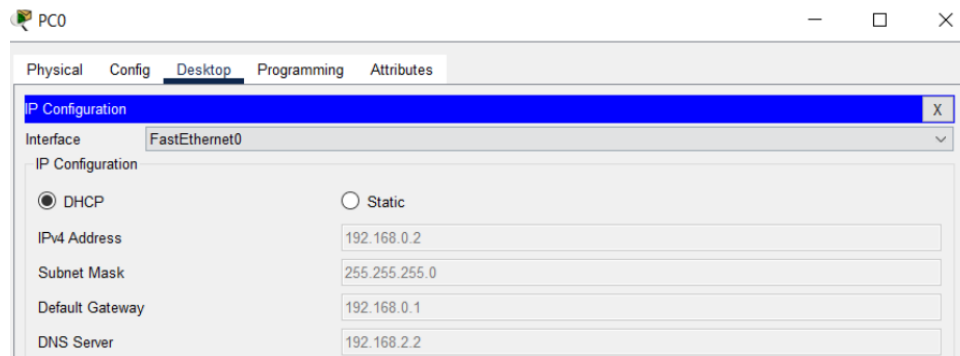 PC0
Physical Config Desktop Programming Attributes
IP Configuration X
Interface FastEthernet0
IP Configuration
DHCP Static
IPv4 Address 192.168.0.2
Subnet Mask 255.255.255.0
Default Gateway 192.168.0.1
DNS Server 192.168.2.2